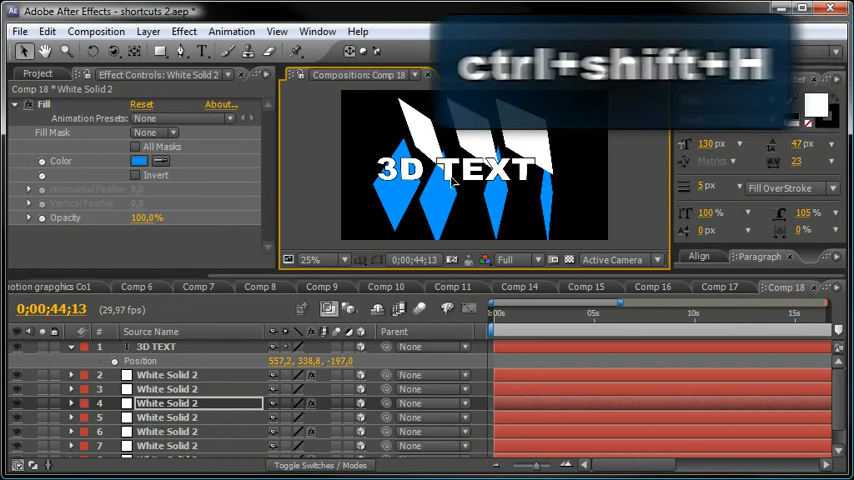 Adobe After Effects - shortcuts 2.aep *
File Edit Composition Layer Effect Animation View Window Help
ctrl+shift+H
Project Effect Controls: White Solid 2
Composition: Comp 18
Comp 18 * White Solid 2
Fill Reset About...
Animation Presets: None
Fill Mask None
All Masks
Color
Invert
Horizontal Feather 0,0
Vertical Feather 0,0
Opacity 100,0%
3D TEXT
130 px 47 px
Metrics 23
5 px Fill Over Stroke
100 % 105 %
0 px 0 %
25% 0;00;44;13 Full Active Camera
Align Paragraph
otion grapghics Co1 Comp 6 Comp 7 Comp 8 Comp 9 Comp 10 Comp 11 Comp 16 Comp 15 Comp 17 Comp 18
0;00;44;13 (29,97 fps)
:00s 05s 10s 15s
# Source Name Parent
1 T 3D TEXT None
Position 557,2, 338,8, -197,0
2 White Solid 2 None
3 White Solid 2 None
4 White Solid 2 None
5 White Solid 2 None
6 White Solid 2 None
7 White Solid 2 None
Toggle Switches / Modes